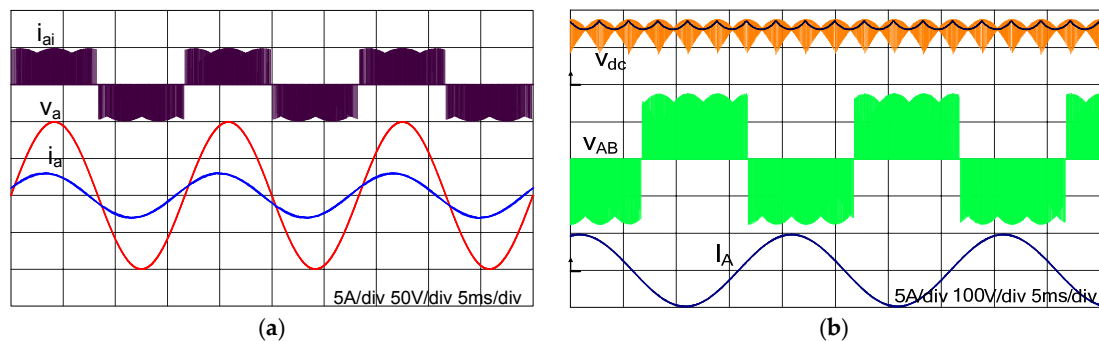 i_ai
v_a
i_a
5A/div 50V/div 5ms/div
(a)
v_dc
v_AB
I_A
5A/div 100V/div 5ms/div
(b)